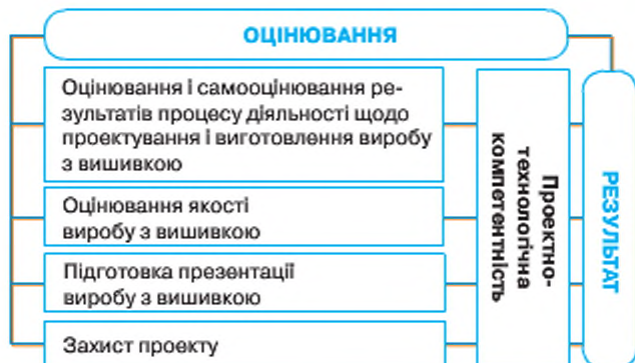 ОЦІНЮВАННЯ
Оцінювання і самооцінювання ре-
зультатів процесу діяльності щодо
проектування і виготовлення виробу
з вишивкою
Оцінювання якості
виробу з вишивкою
Підготовка презентації
виробу з вишивкою
Захист проекту
Проектно-
технологічна
компетентність
РЕЗУЛЬТАТ